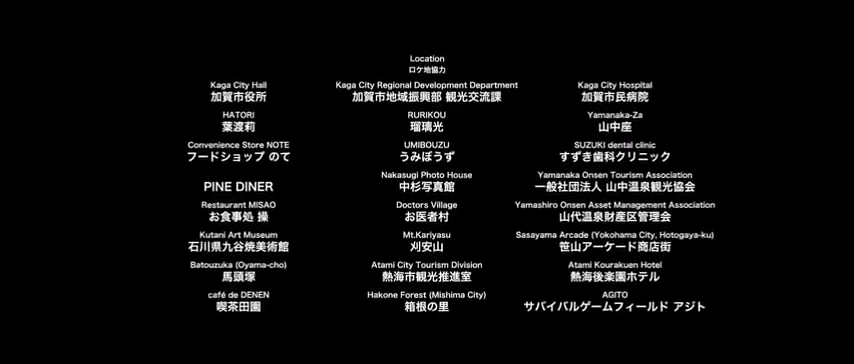 Location
ロケ地協力
Kaga City Hall
加賀市役所
Kaga City Regional Development Department
加賀市地域振興部 観光交流課
Kaga City Hospital
加賀市民病院
HATORI
葉渡莉
RURIKOU
瑠璃光
Yamanaka-Za
山中座
Convenience Store NOTE
フードショップ のて
UMIBOUZU
うみぼうず
SUZUKI dental clinic
すずき歯科クリニック
PINE DINER
Nakasugi Photo House
中杉写真館
Yamanaka Onsen Tourism Association
一般社団法人 山中温泉観光協会
Restaurant MISAO
お食事処 操
Doctors Village
お医者村
Yamashiro Onsen Asset Management Association
山代温泉財産区管理会
Kutani Art Museum
石川県九谷焼美術館
Mt.Kariyasu
刈安山
Sasayama Arcade (Yokohama City, Hotogaya-ku)
笹山アーケード商店街
Batouzuka (Oyama-cho)
馬頭塚
Atami City Tourism Division
熱海市観光推進室
Atami Kourakuen Hotel
熱海後楽園ホテル
café de DENEN
喫茶田園
Hakone Forest (Mishima City)
箱根の里
AGITO
サバイバルゲームフィールド アジト